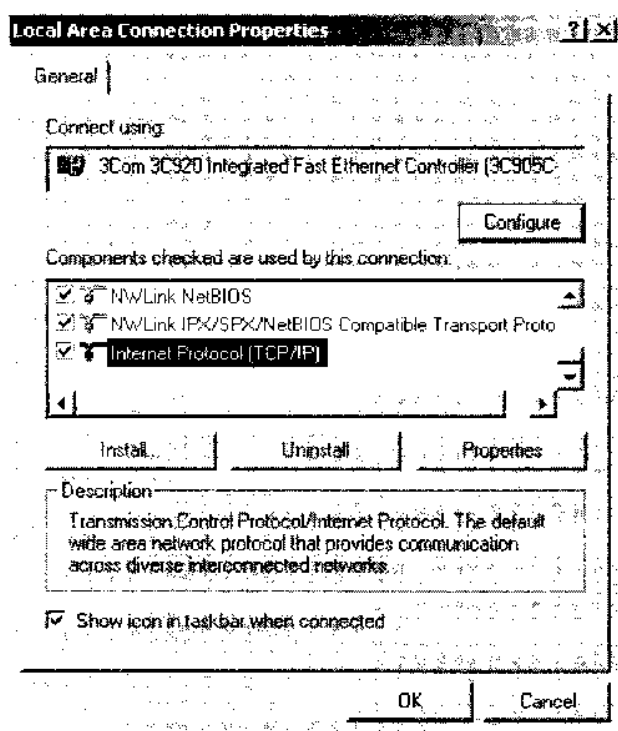 Local Area Connection Properties
General
Connect using:
3Com 3C920 Integrated Fast Ethernet Controller (3C905C-
Configure
Components checked are used by this connection:
NWLink NetBIOS
NWLink IPX/SPX/NetBIOS Compatible Transport Proto
Internet Protocol (TCP/IP)
Install...
Uninstall
Properties
Description
Transmission Control Protocol/Internet Protocol. The default
wide area network protocol that provides communication
across diverse interconnected networks.
Show icon in taskbar when connected
OK
Cancel